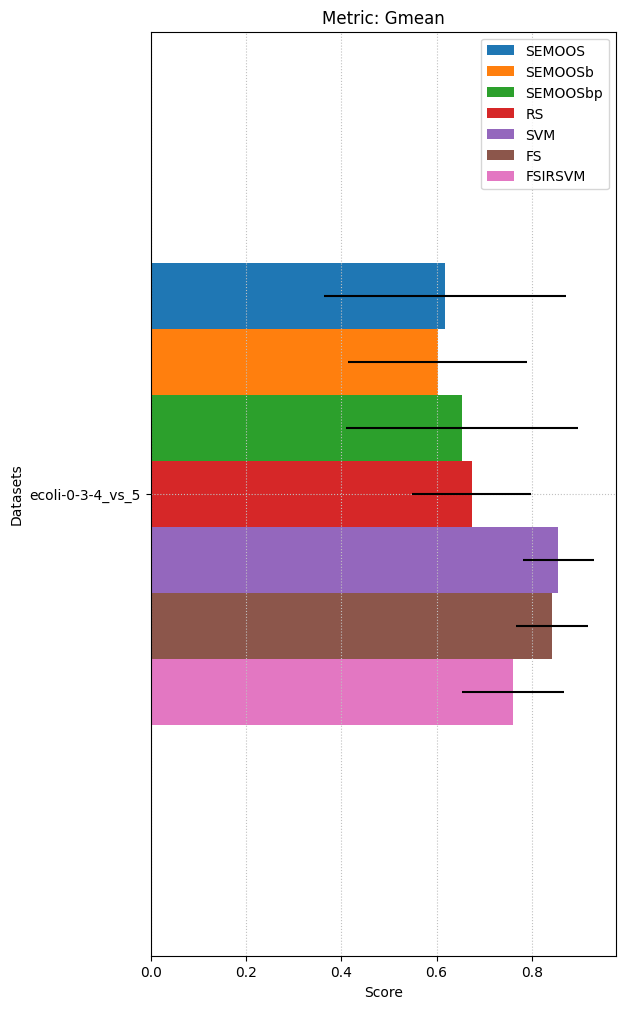 Metric: Gmean
SEMOOS
SEMOOSb
SEMOOSbp
RS
SVM
FS
FSIRSVM
Datasets
ecoli-0-3-4_vs_5
0.0 0.2 0.4 0.6 0.8
Score